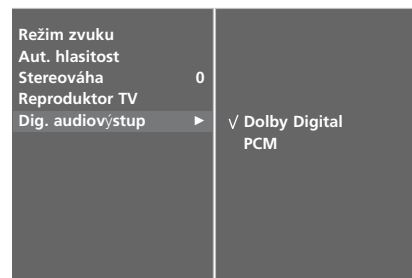 Režim zvuku
Aut. hlasitost
Stereováha 0
Reproduktor TV
Dig. audiovýstup ►
√ Dolby Digital
PCM